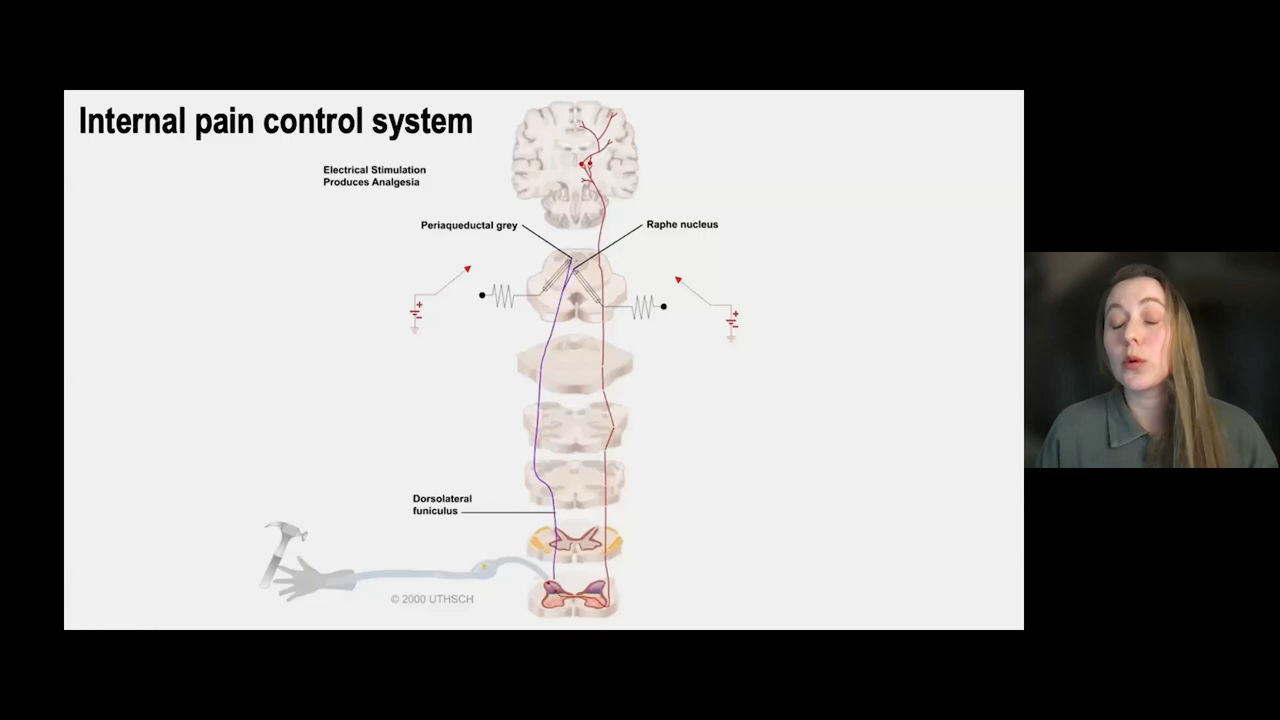 Internal pain control system
Electrical Stimulation
Produces Analgesia
Periaqueductal grey
Raphe nucleus
+
+
Dorsolateral
funiculus
© 2000 UTHSCH